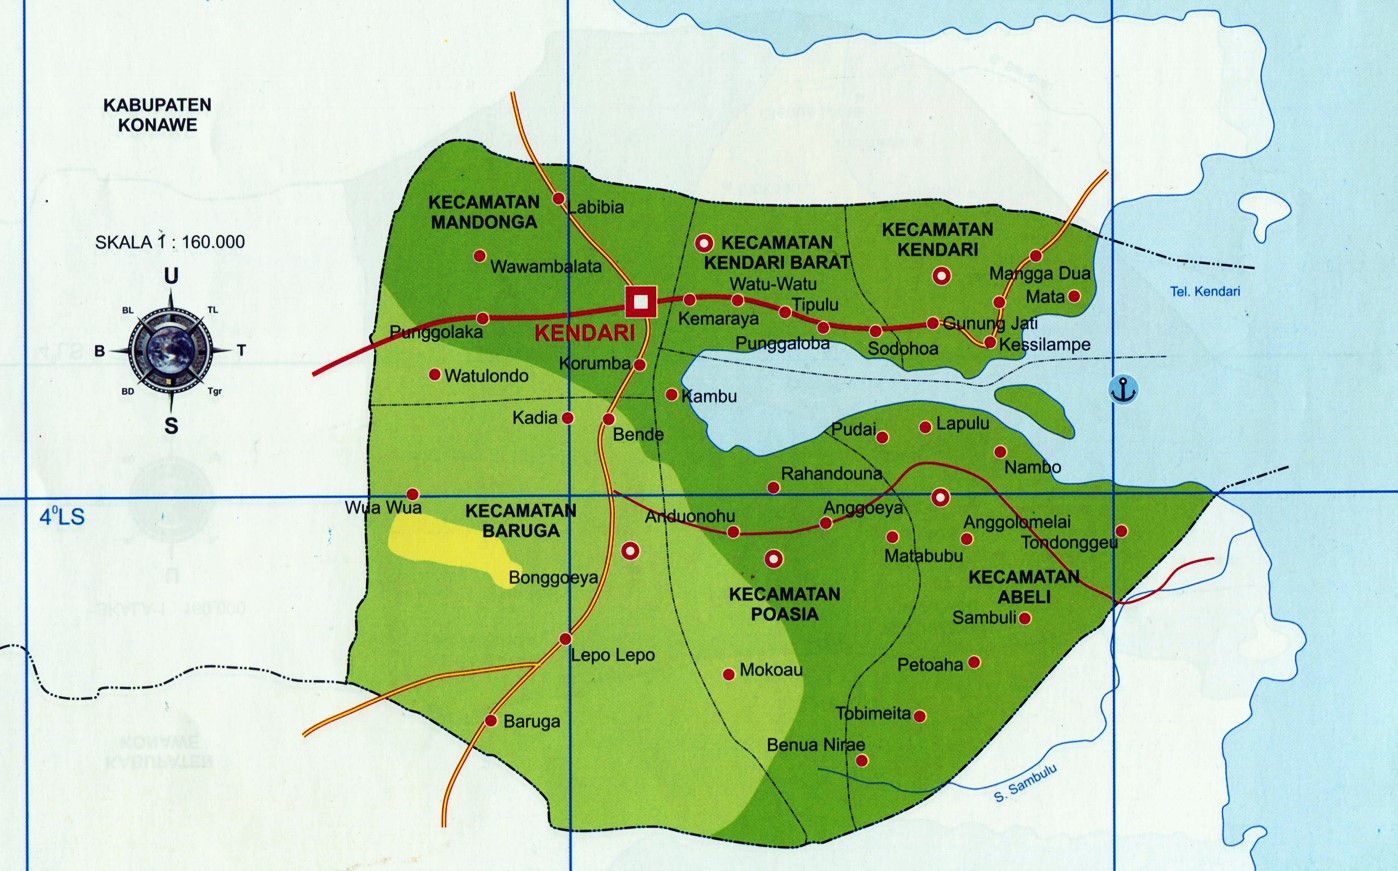 KABUPATEN
KONAWE
SKALA 1 : 160.000
U
BL
TL
B
T
BD
Tgr
S
4⁰LS
KECAMATAN
MANDONGA
Labibia
Wawambalata
KECAMATAN
KENDARI BARAT
KECAMATAN
KENDARI
Mangga Dua
Mata
Tel. Kendari
Watu-Watu
Tipulu
Kemaraya
Punggaloba
Gunung Jati
Sodohoa
Kessilampe
Punggolaka
KENDARI
Korumba
Watulondo
Kambu
Kadia
Bende
Pudai
Lapulu
Nambo
Rahandouna
Wua Wua
KECAMATAN
BARUGA
Anduonohu
Anggoeya
Anggolomelai
Tondonggeu
Matabubu
Bonggoeya
KECAMATAN
POASIA
KECAMATAN
ABELI
Sambuli
Lepo Lepo
Mokoau
Petoaha
Baruga
Tobimeita
Benua Nirae
S. Sambulu